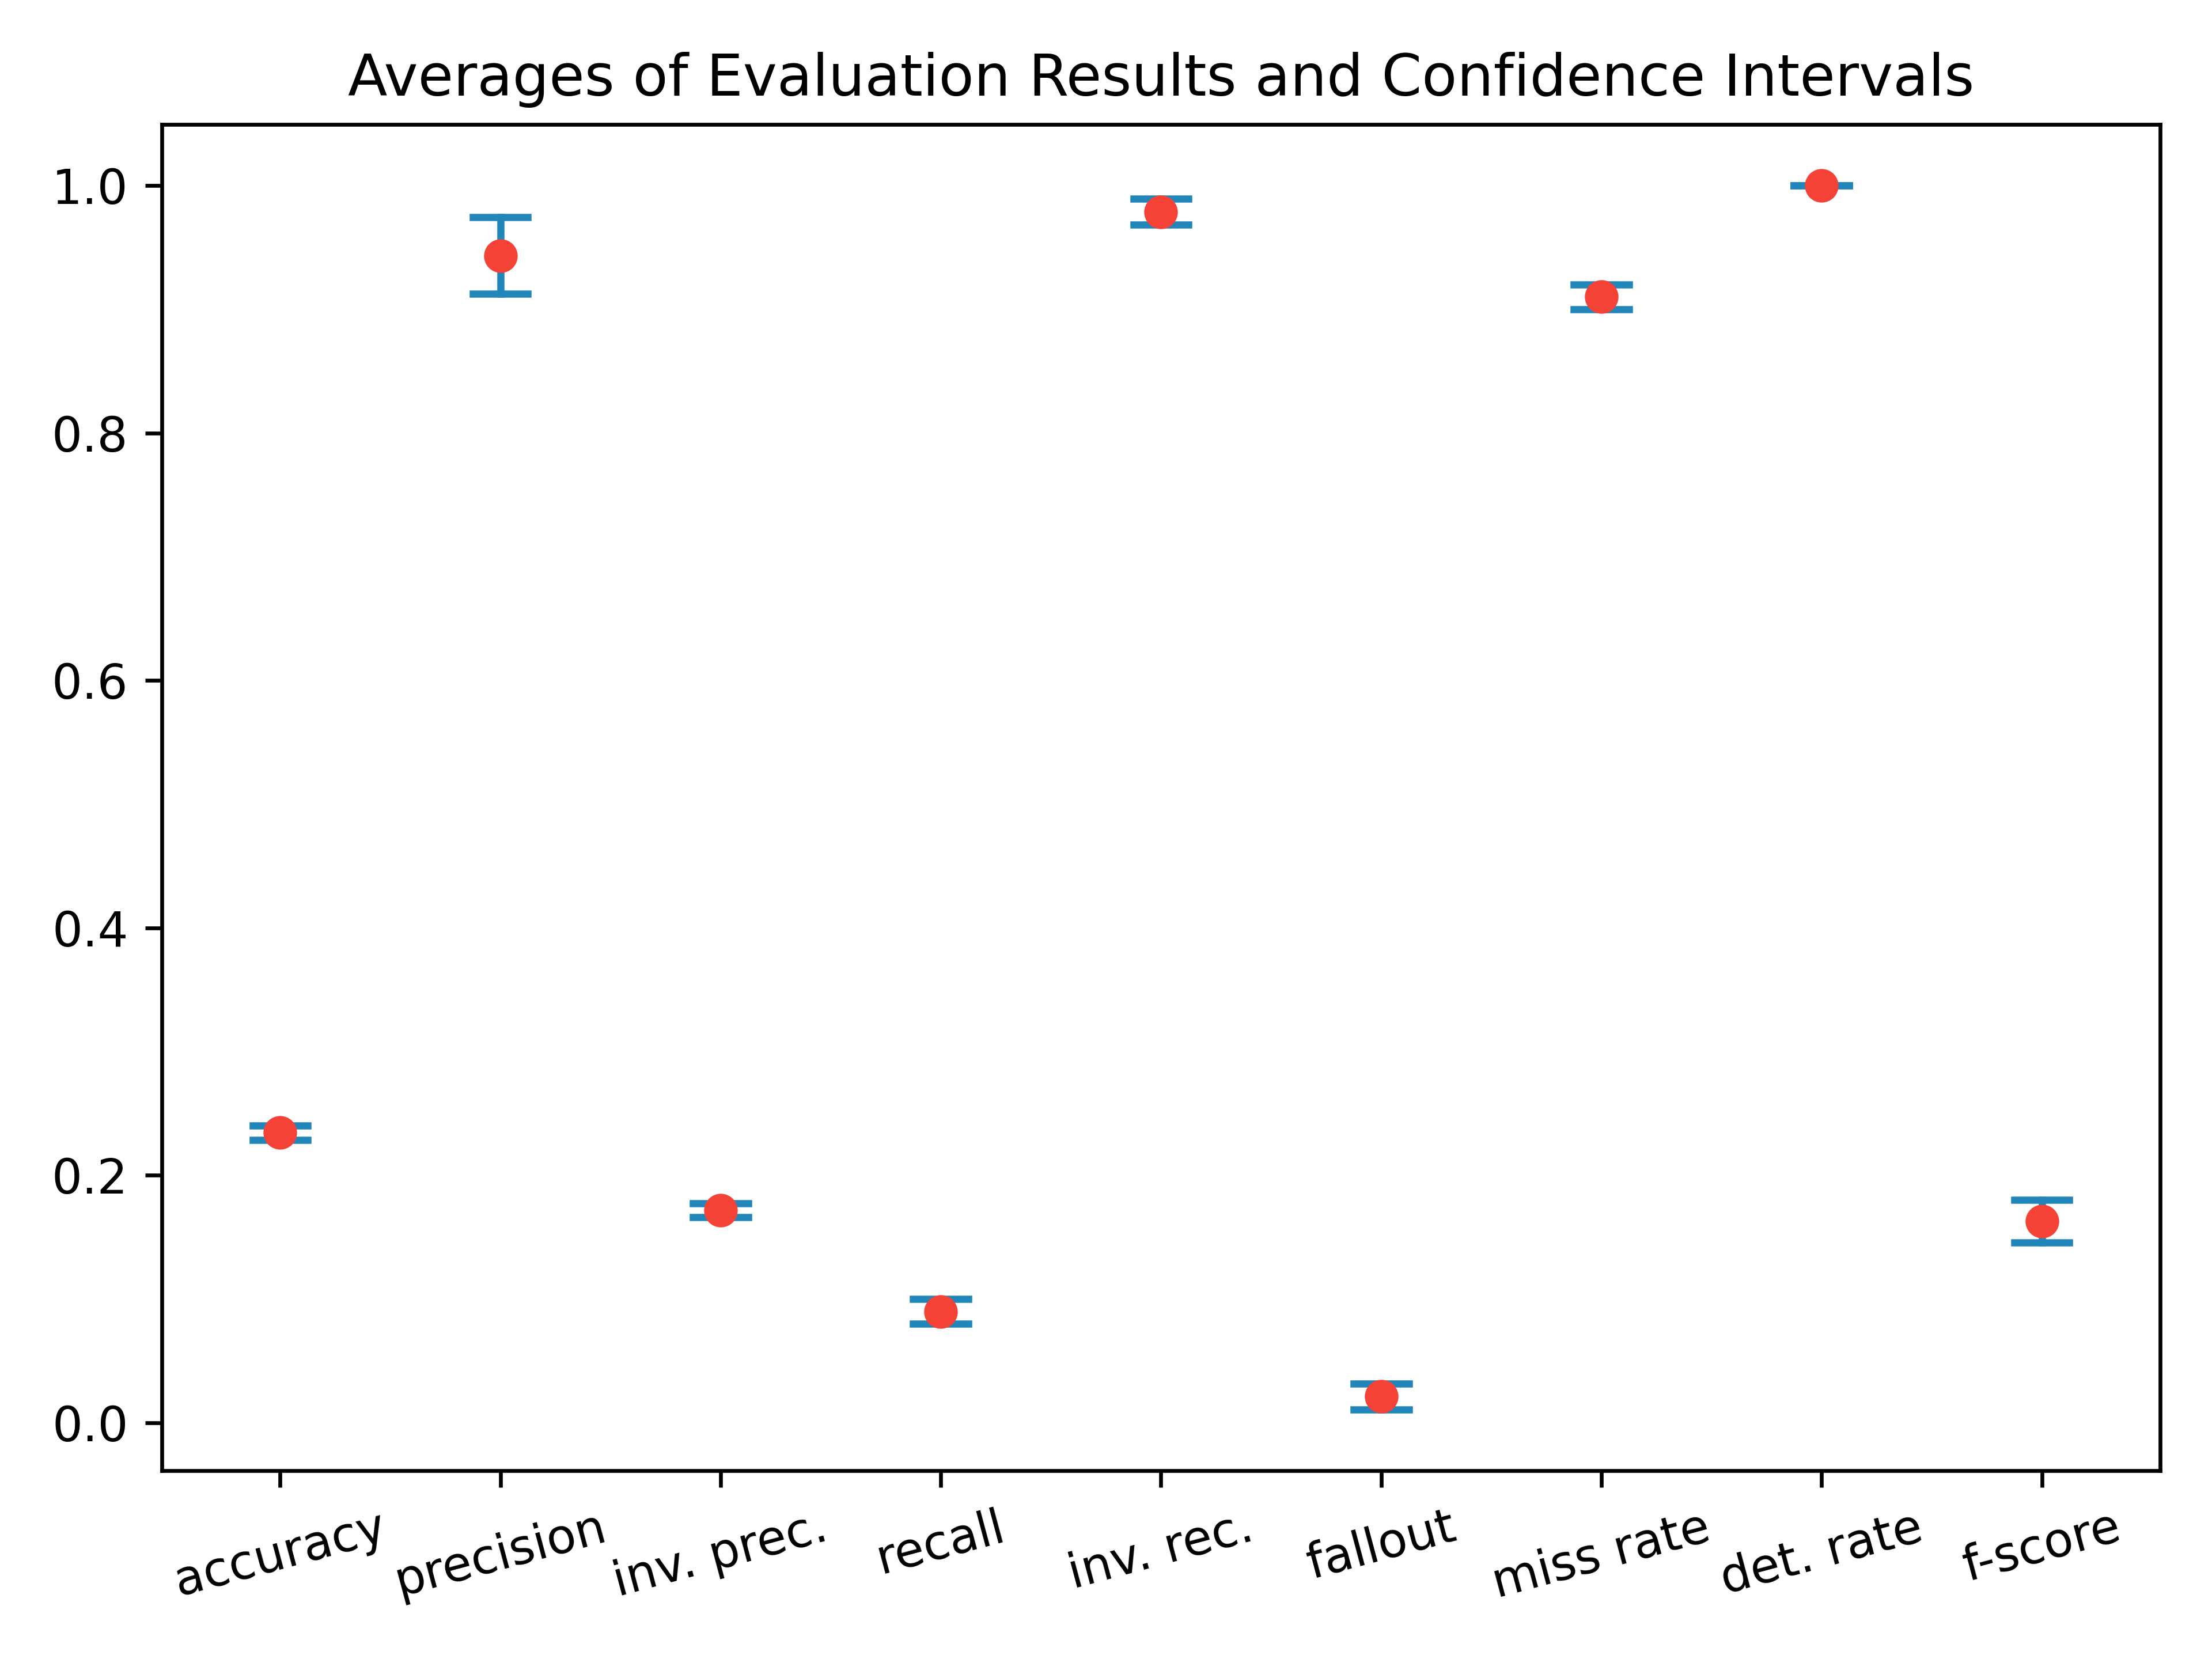 Averages of Evaluation Results and Confidence Intervals
1.0
0.8
0.6
0.4
0.2
0.0
accuracy
precision
inv. prec.
recall
inv. rec.
fallout
miss rate
det. rate
f-score